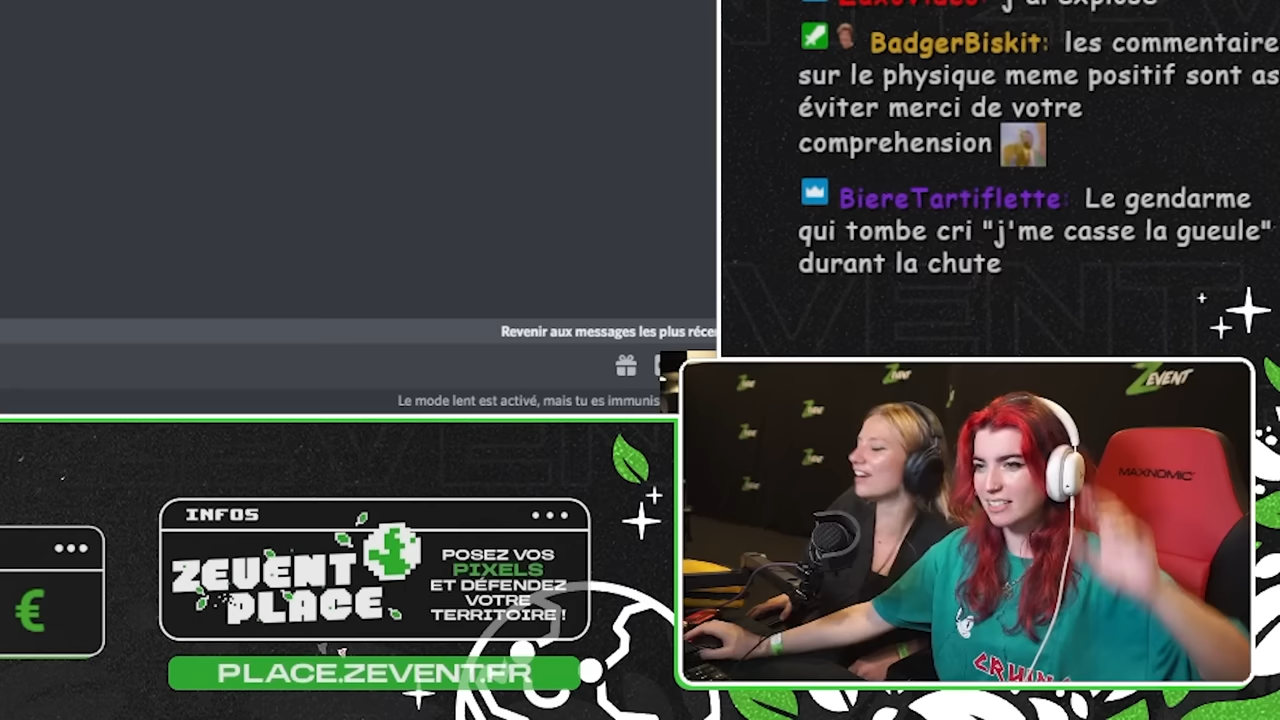 j'ai explosé
BadgerBiskit: les commentaire
sur le physique meme positif sont as
éviter merci de votre
comprehension
BiereTartiflette: Le gendarme
qui tombe cri "j'me casse la gueule"
durant la chute
Revenir aux messages les plus récen
Le mode lent est activé, mais tu es immunis
INFOS
ZEVENT
PLACE
POSEZ VOS
PIXELS
ET DÉFENDEZ
VOTRE
TERRITOIRE !
€
PLACE.ZEVENT.FR
ZEVENT
MAXNOMIC